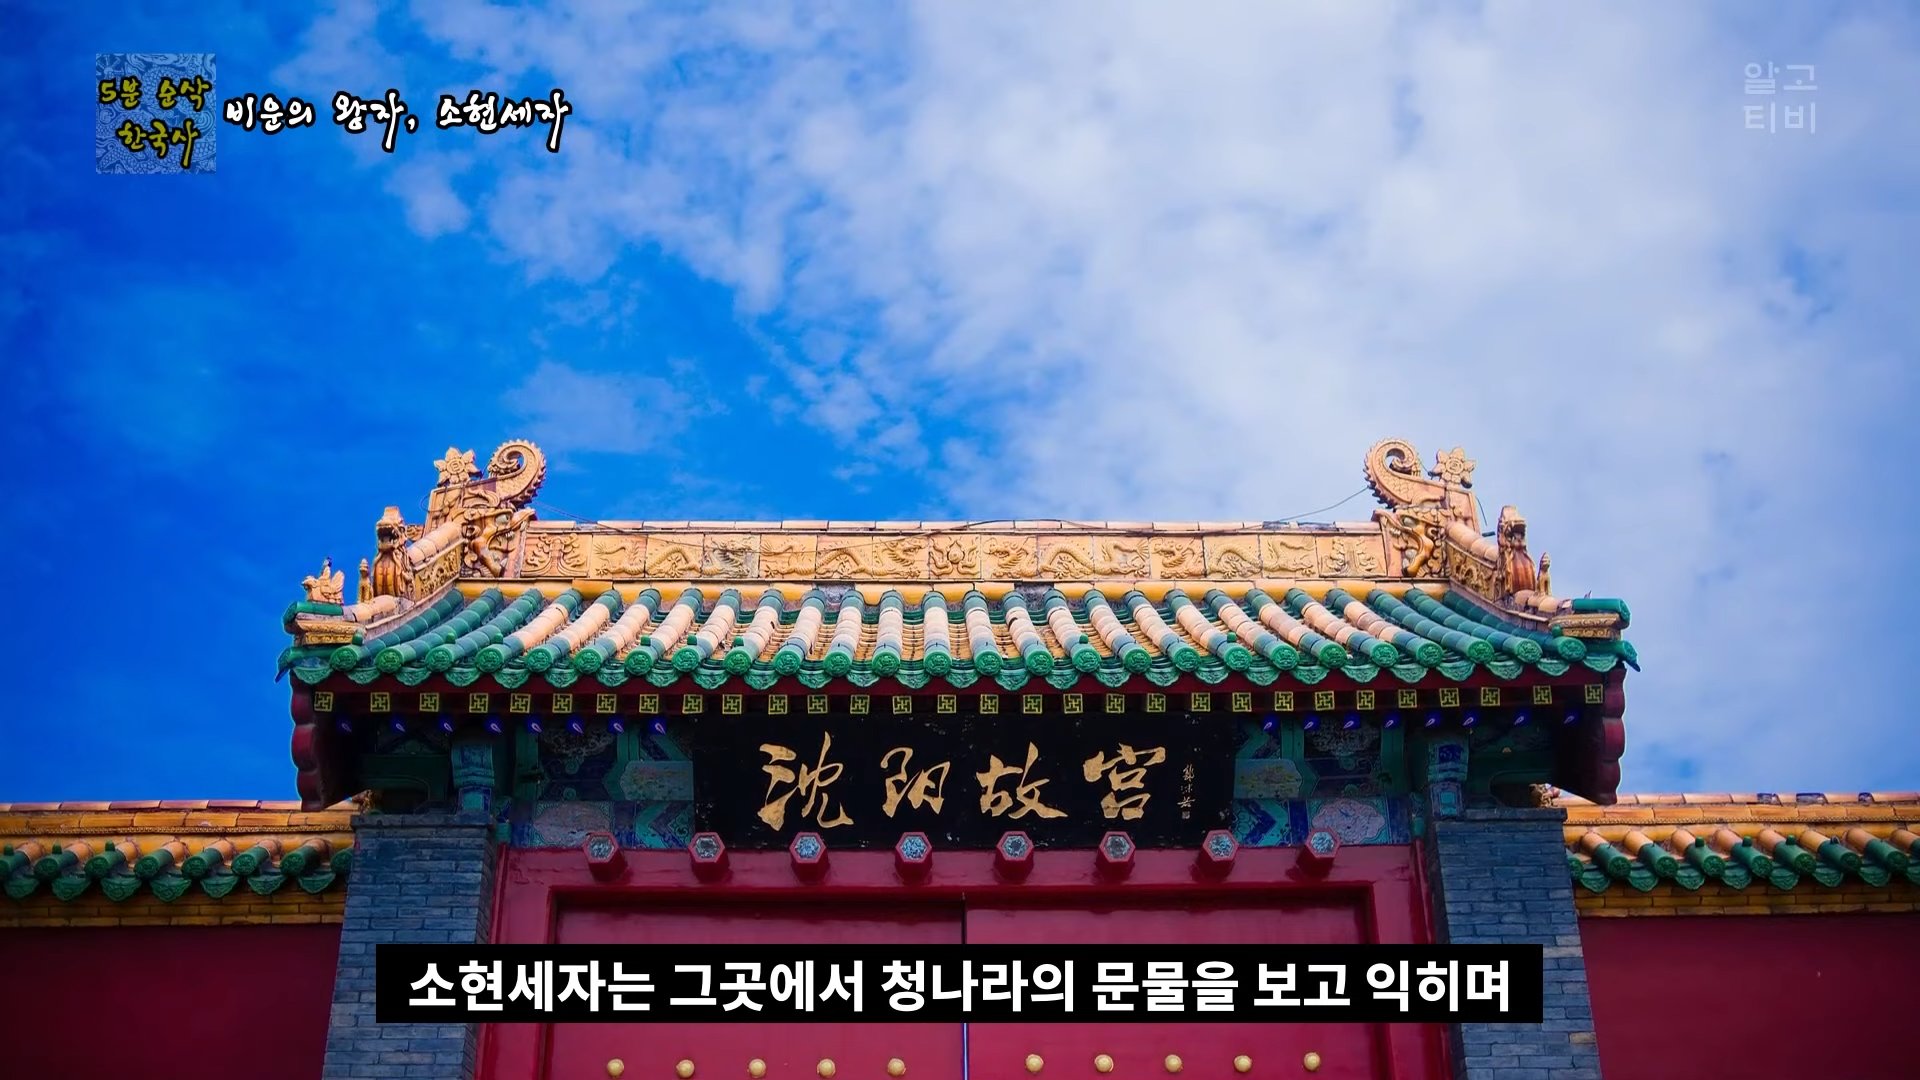 5분 순삭
한국사
비운의 왕자, 소현세자
알고
티비
沈阳故宫
소현세자는 그곳에서 청나라의 문물을 보고 익히며